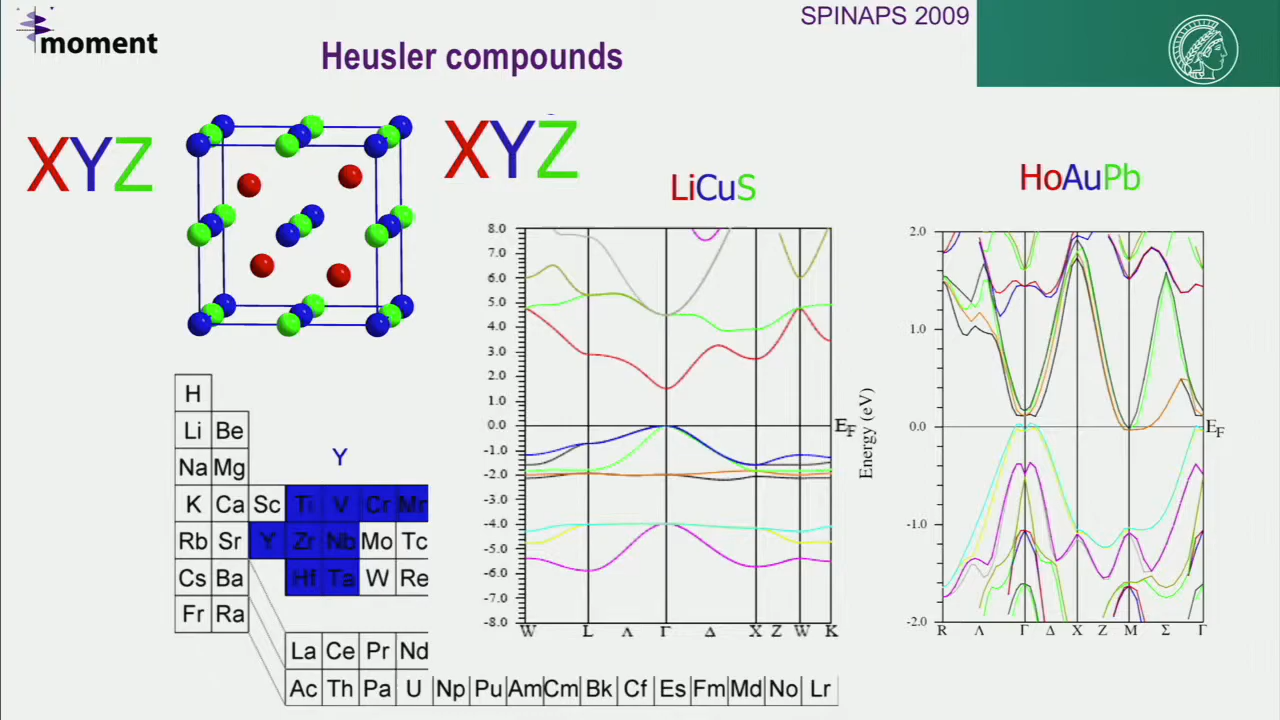 SPINAPS 2009
moment
Heusler compounds
XYZ
XYZ
LiCuS
HoAuPb
8.0
7.0
6.0
5.0
4.0
3.0
2.0
1.0
0.0
-1.0
-2.0
-3.0
-4.0
-5.0
-6.0
-7.0
-8.0
W L Λ Γ Δ X Z W K
EF
Energy (eV)
2.0
1.0
0.0
-1.0
-2.0
R Λ Γ Δ X Z M Σ Γ
EF
H
Li Be
Y
Na Mg
K Ca Sc Ti V Cr Mn
Rb Sr Y Zr Nb Mo Tc
Cs Ba Hf Ta W Re
Fr Ra
La Ce Pr Nd
Ac Th Pa U Np Pu Am Cm Bk Cf Es Fm Md No Lr